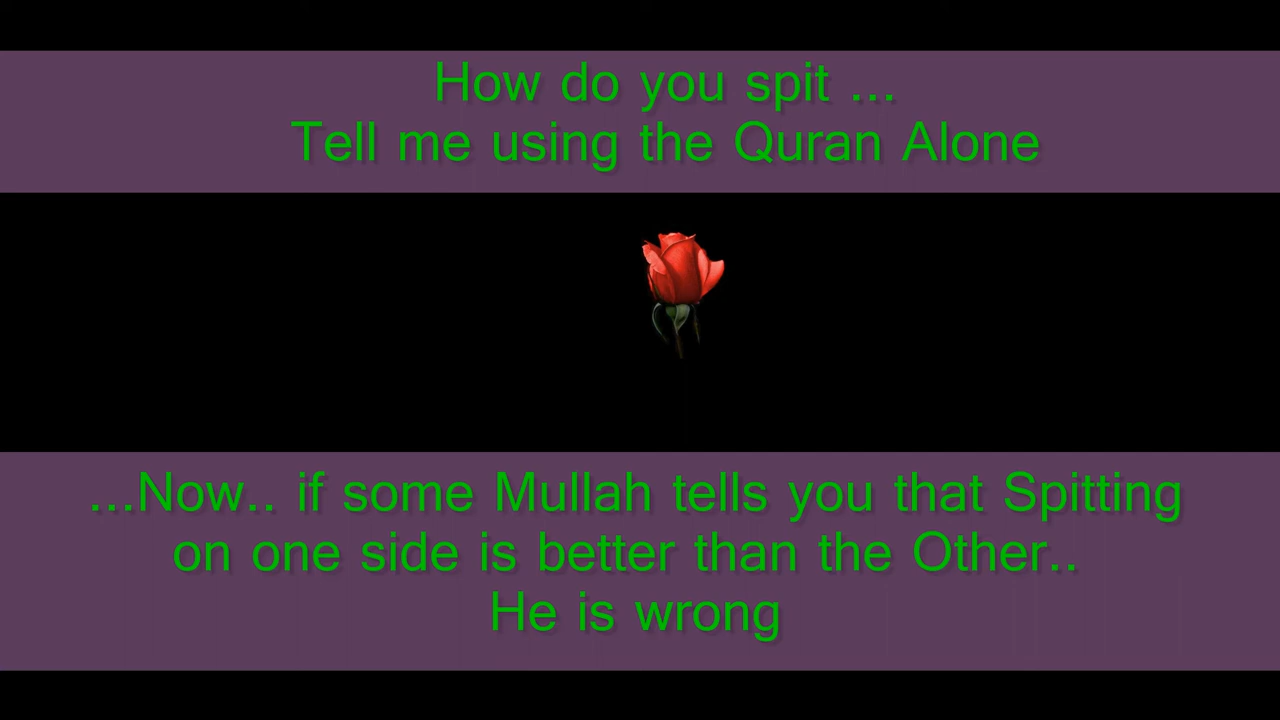 How do you spit ...
Tell me using the Quran Alone
...Now.. if some Mullah tells you that Spitting
on one side is better than the Other..
He is wrong